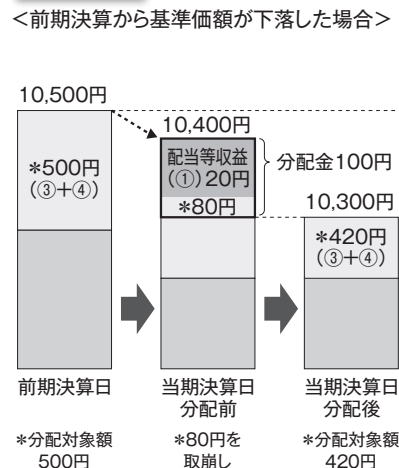 ＜前期決算から基準価額が下落した場合＞
10,500円
10,400円
＊500円
(③＋④)
配当等収益
(①)20円
＊80円
分配金100円
10,300円
＊420円
(③＋④)
前期決算日
当期決算日
分配前
当期決算日
分配後
＊分配対象額
500円
＊80円を
取崩し
＊分配対象額
420円